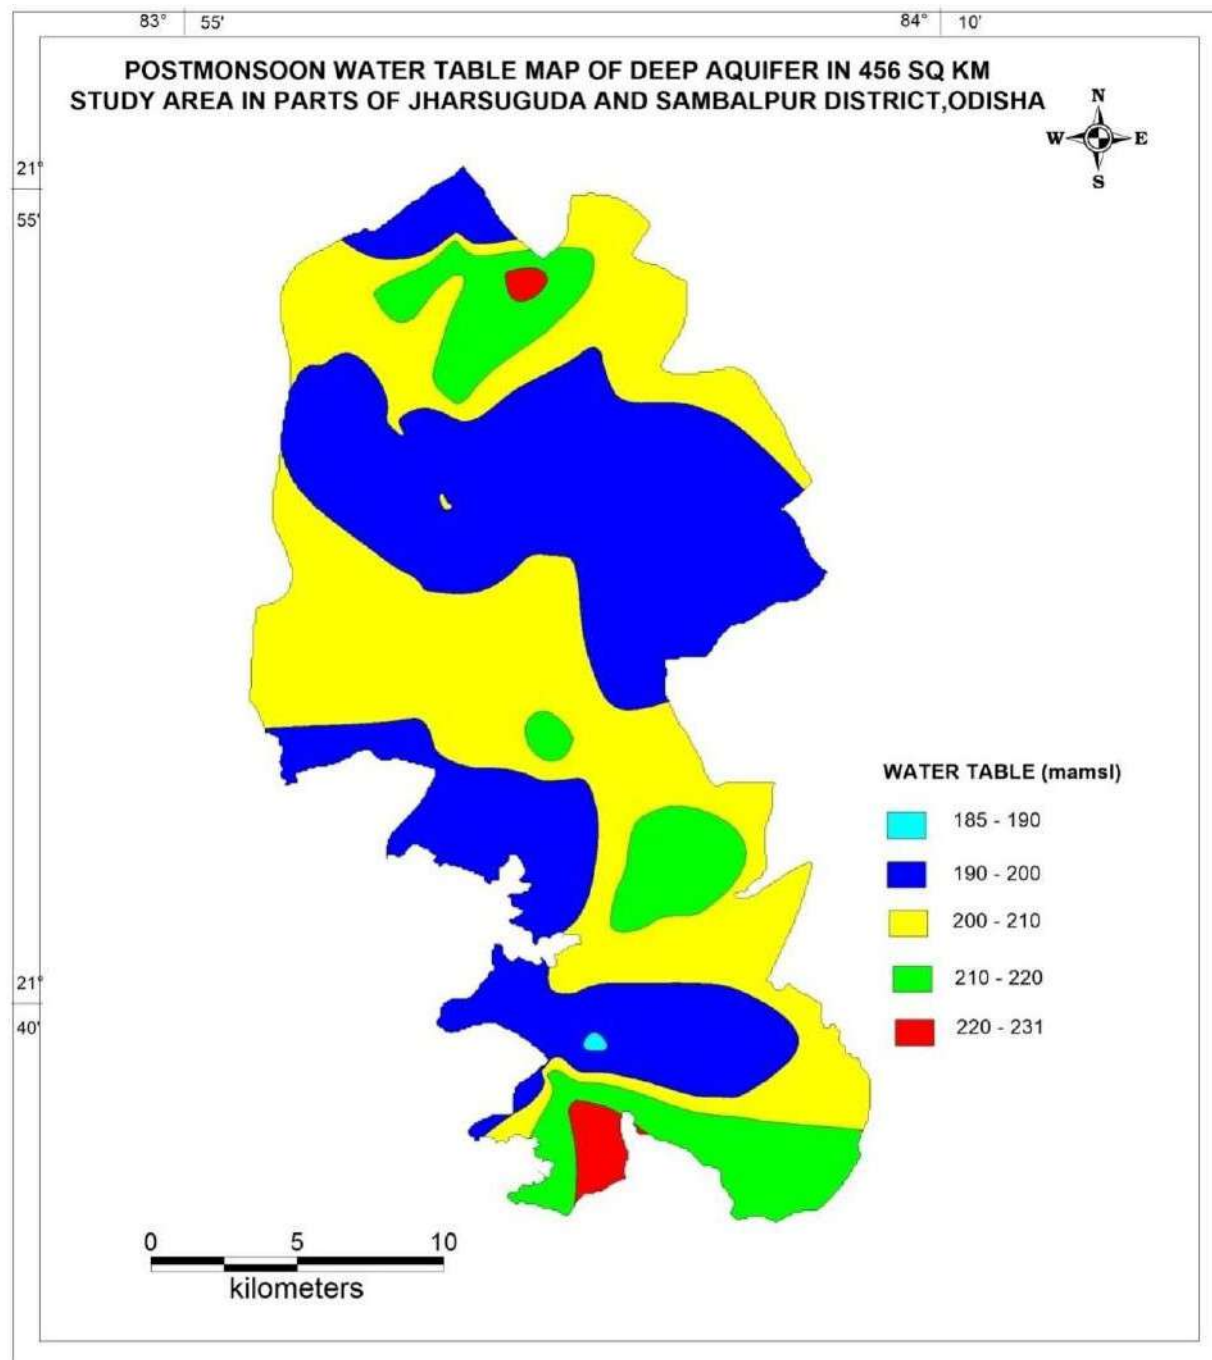 83° 55' 84° 10'
POSTMONSOON WATER TABLE MAP OF DEEP AQUIFER IN 456 SQ KM
STUDY AREA IN PARTS OF JHARSUGUDA AND SAMBALPUR DISTRICT,ODISHA
N
W E
S
21°
55'
WATER TABLE (mamsl)
185 - 190
190 - 200
200 - 210
210 - 220
220 - 231
21°
40'
0 5 10
kilometers